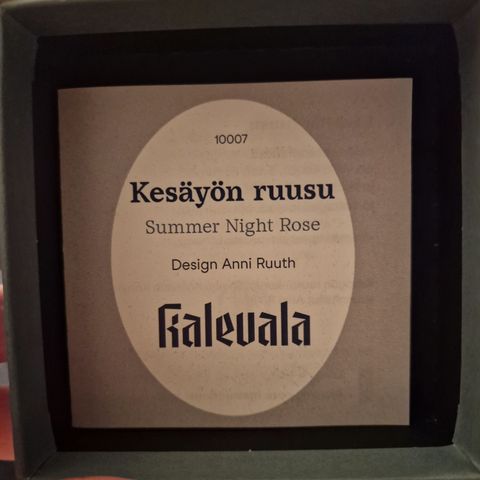 10007
Kesäyön ruusu
Summer Night Rose
Design Anni Ruuth
Kalevala